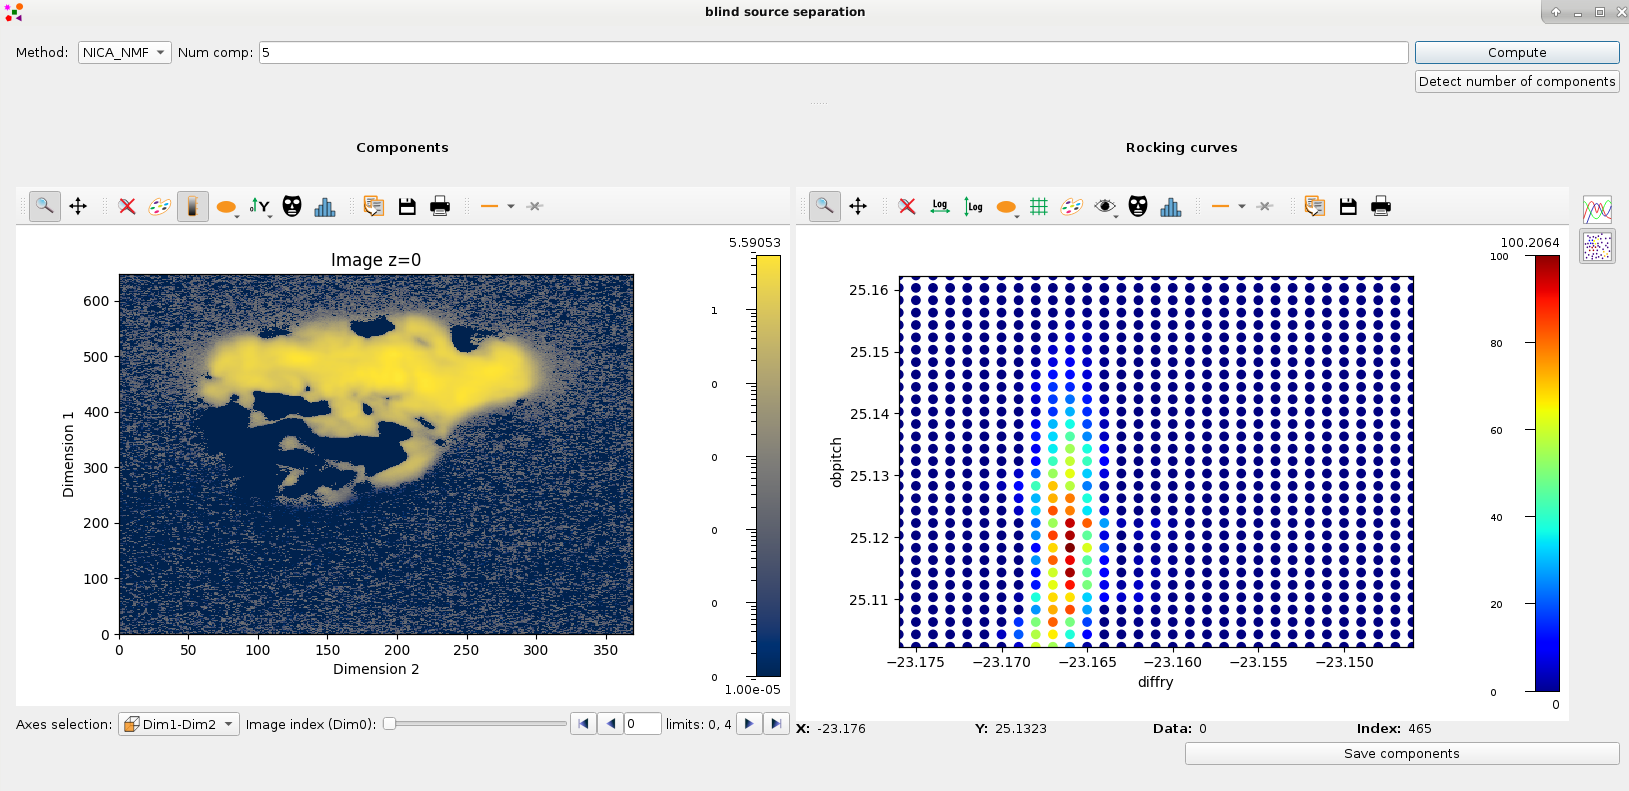 blind source separation
Method: NICA_NMF Num comp: 5 Compute
Detect number of components
Components
Rocking curves
Y
Log Log
Image z=0
5.59053
1
0
0
0
0
0
1.00e-05
600
500
400
300
200
100
0
0 50 100 150 200 250 300 350
Dimension 1
Dimension 2
100.2064
100
80
60
40
20
0
0
25.16
25.15
25.14
25.13
25.12
25.11
obpitch
−23.175 −23.170 −23.165 −23.160 −23.155 −23.150
diffry
Axes selection: Dim1-Dim2 Image index (Dim0): 0 limits: 0, 4
X: -23.176 Y: 25.1323 Data: 0 Index: 465
Save components